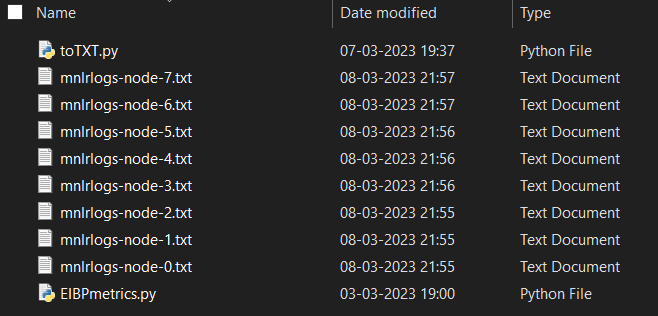 Name Date modified Type
toTXT.py 07-03-2023 19:37 Python File
mnlrlogs-node-7.txt 08-03-2023 21:57 Text Document
mnlrlogs-node-6.txt 08-03-2023 21:57 Text Document
mnlrlogs-node-5.txt 08-03-2023 21:56 Text Document
mnlrlogs-node-4.txt 08-03-2023 21:56 Text Document
mnlrlogs-node-3.txt 08-03-2023 21:56 Text Document
mnlrlogs-node-2.txt 08-03-2023 21:55 Text Document
mnlrlogs-node-1.txt 08-03-2023 21:55 Text Document
mnlrlogs-node-0.txt 08-03-2023 21:55 Text Document
EIBPmetrics.py 03-03-2023 19:00 Python File